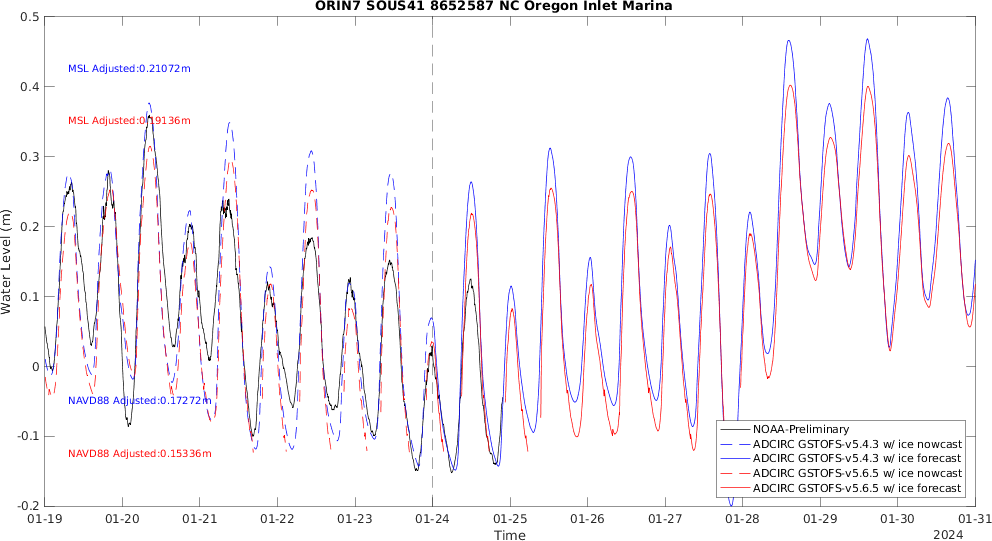 ORIN7 SOUS41 8652587 NC Oregon Inlet Marina
0.5
0.4
0.3
0.2
0.1
0
-0.1
-0.2
Water Level (m)
MSL Adjusted:0.21072m
MSL Adjusted:0.19136m
NAVD88 Adjusted:0.17272m
NAVD88 Adjusted:0.15336m
NOAA-Preliminary
ADCIRC GSTOFS-v5.4.3 w/ ice nowcast
ADCIRC GSTOFS-v5.4.3 w/ ice forecast
ADCIRC GSTOFS-v5.6.5 w/ ice nowcast
ADCIRC GSTOFS-v5.6.5 w/ ice forecast
01-19 01-20 01-21 01-22 01-23 01-24 01-25 01-26 01-27 01-28 01-29 01-30 01-31
Time
2024